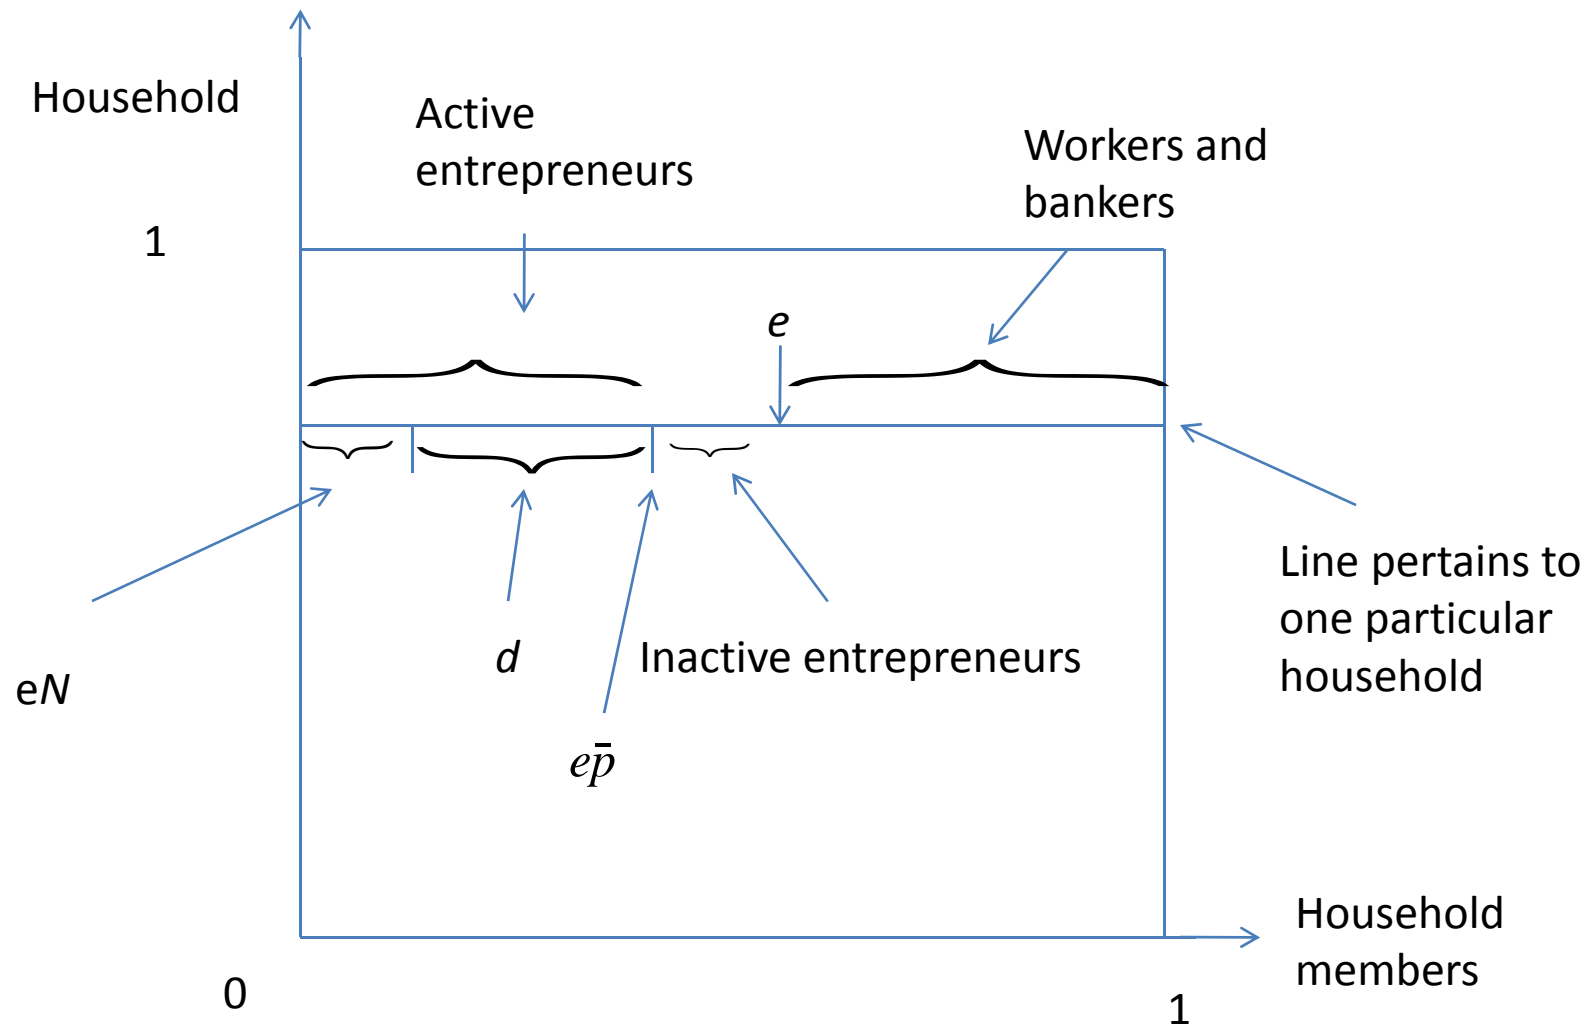 Household
Active
entrepreneurs
Workers and
bankers
1
e
Line pertains to
one particular
household
d
Inactive entrepreneurs
eN
ep̄
Household
members
0
1